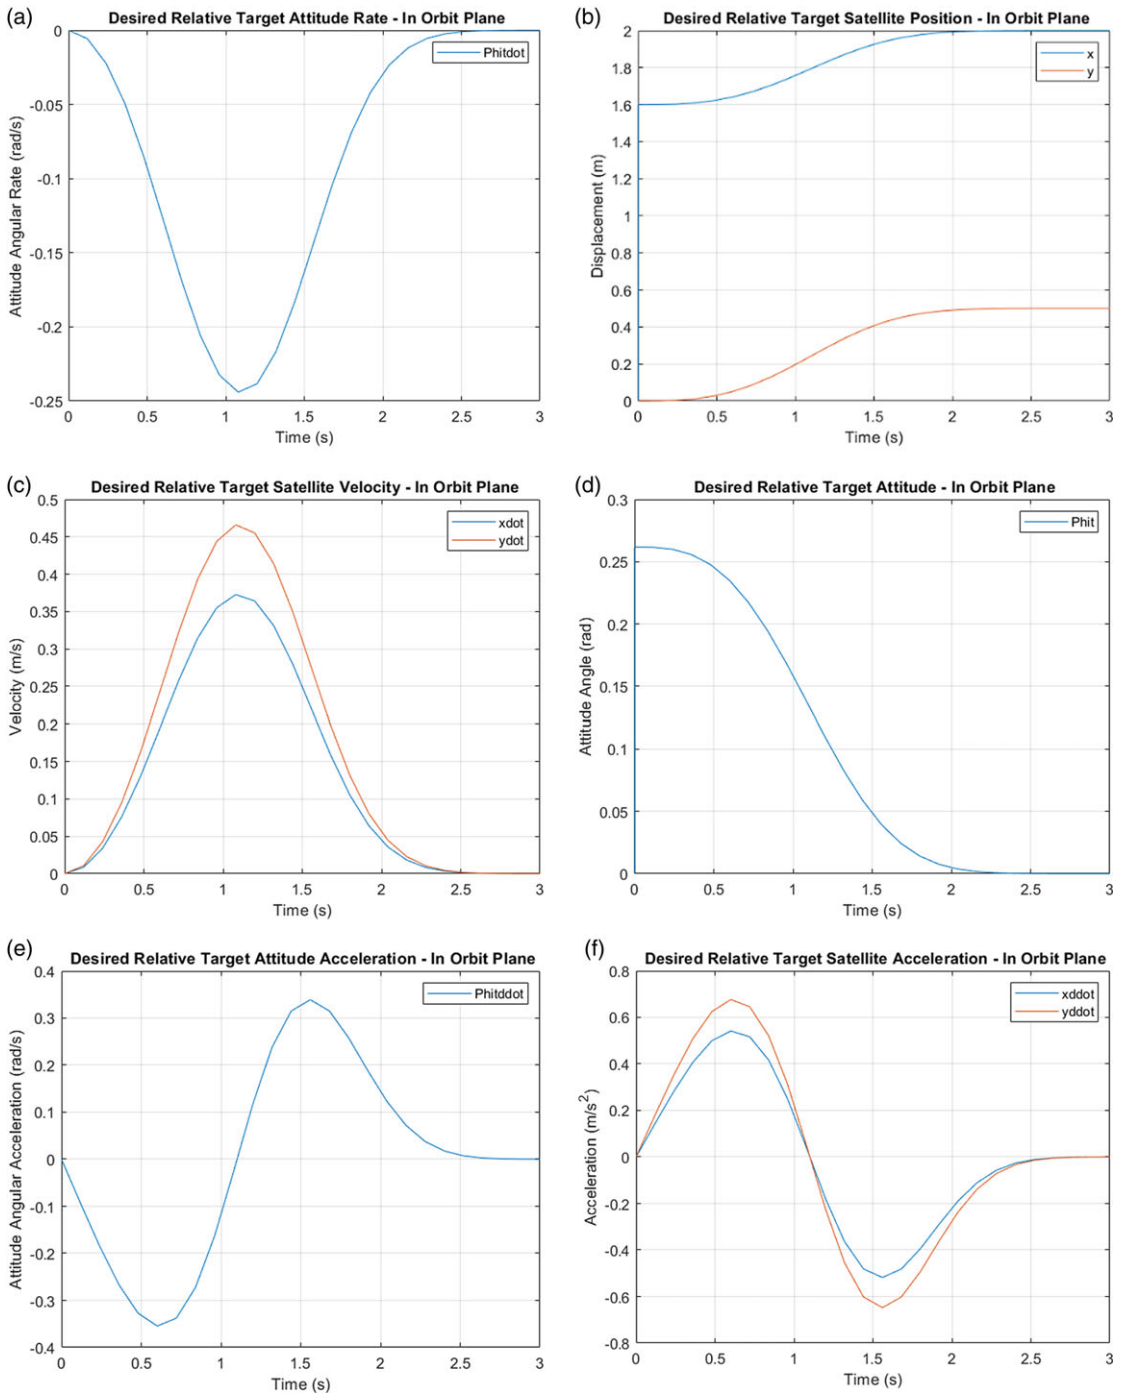 (a)
Desired Relative Target Attitude Rate - In Orbit Plane
Phitdot
0
-0.05
-0.1
-0.15
-0.2
-0.25
Attitude Angular Rate (rad/s)
0 0.5 1 1.5 2 2.5 3
Time (s)
(b)
Desired Relative Target Satellite Position - In Orbit Plane
x
y
2
1.8
1.6
1.4
1.2
1
0.8
0.6
0.4
0.2
0
Displacement (m)
0 0.5 1 1.5 2 2.5 3
Time (s)
(c)
Desired Relative Target Satellite Velocity - In Orbit Plane
xdot
ydot
0.5
0.45
0.4
0.35
0.3
0.25
0.2
0.15
0.1
0.05
0
Velocity (m/s)
0 0.5 1 1.5 2 2.5 3
Time (s)
(d)
Desired Relative Target Attitude - In Orbit Plane
Phit
0.3
0.25
0.2
0.15
0.1
0.05
0
Attitude Angle (rad)
0 0.5 1 1.5 2 2.5 3
Time (s)
(e)
Desired Relative Target Attitude Acceleration - In Orbit Plane
Phitddot
0.4
0.3
0.2
0.1
0
-0.1
-0.2
-0.3
-0.4
Attitude Angular Acceleration (rad/s)
0 0.5 1 1.5 2 2.5 3
Time (s)
(f)
Desired Relative Target Satellite Acceleration - In Orbit Plane
xddot
yddot
0.8
0.6
0.4
0.2
0
-0.2
-0.4
-0.6
-0.8
Acceleration (m/s²)
0 0.5 1 1.5 2 2.5 3
Time (s)